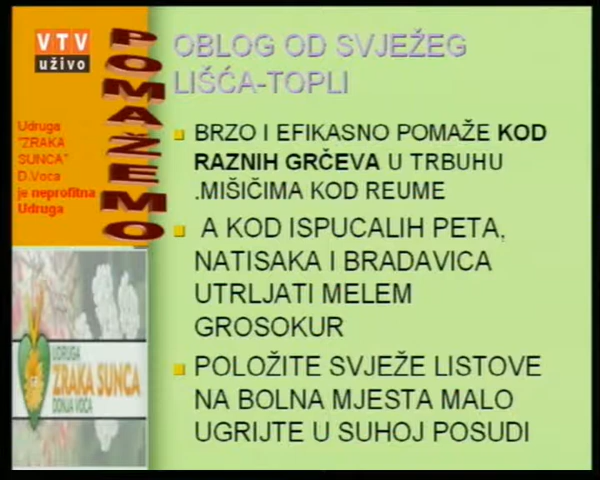 VTV
uživo
POMAŽEMO
Udruga
"ZRAKA
SUNCA"
D.Voca
je neprofitna
Udruga
UDRUGA
ZRAKA SUNCA
DONJA VOĆA
OBLOG OD SVJEŽEG
LIŠĆA-TOPLI
BRZO I EFIKASNO POMAŽE KOD
RAZNIH GRČEVA U TRBUHU
.MIŠIČIMA KOD REUME
A KOD ISPUCALIH PETA,
NATISAKA I BRADAVICA
UTRLJATI MELEM
GROSOKUR
POLOŽITE SVJEŽE LISTOVE
NA BOLNA MJESTA MALO
UGRIJTE U SUHOJ POSUDI